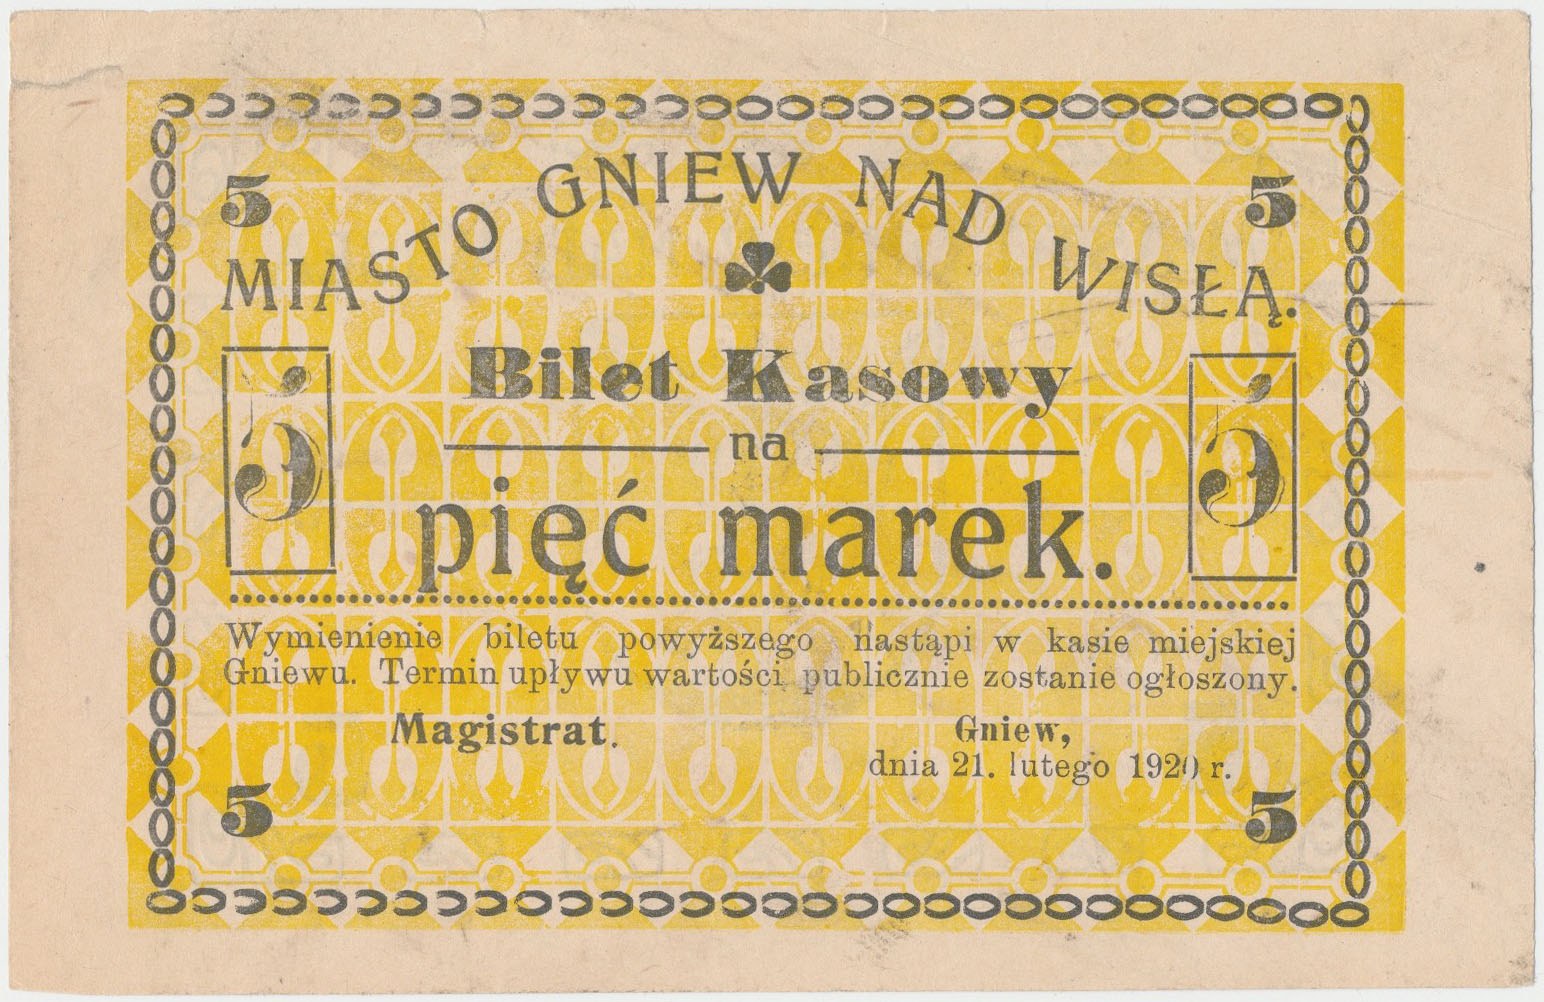 5 5
MIASTO GNIEW NAD WISŁĄ.
Bilet Kasowy
5 na 5
pięć marek.
Wymienienie biletu powyższego nastąpi w kasie miejskiej
Gniewu. Termin upływu wartości publicznie zostanie ogłoszony.
Magistrat. Gniew,
dnia 21. lutego 1920 r.
5 5